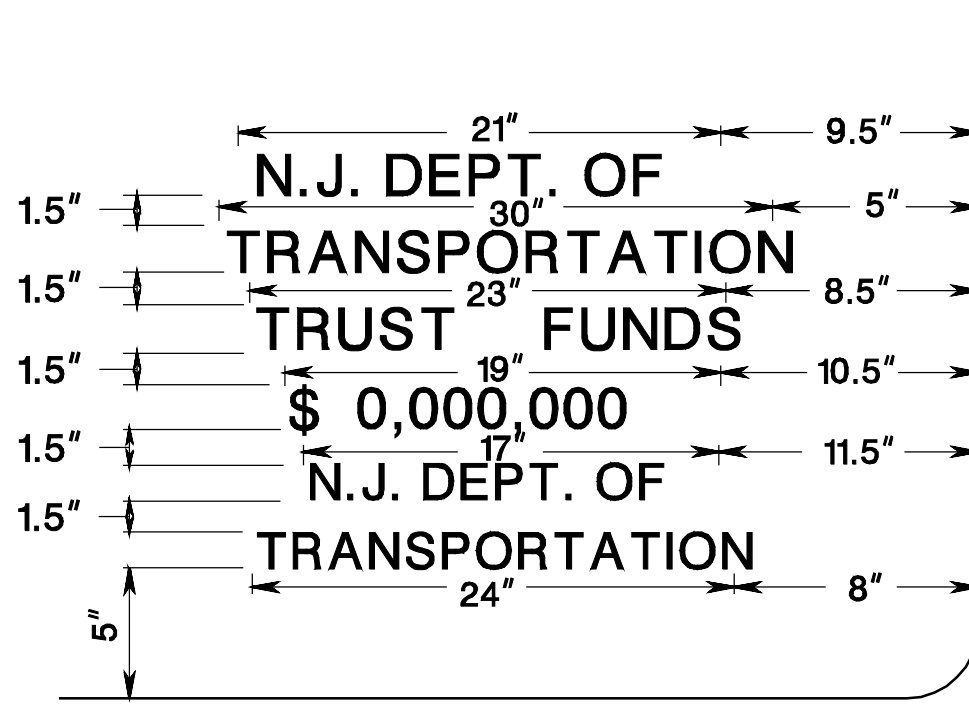 21" 9.5"
N.J. DEPT. OF
1.5" 30" 5"
TRANSPORTATION
1.5" 23" 8.5"
TRUST FUNDS
1.5" 19" 10.5"
$ 0,000,000
1.5" 17" 11.5"
N.J. DEPT. OF
1.5"
TRANSPORTATION
24" 8"
5"